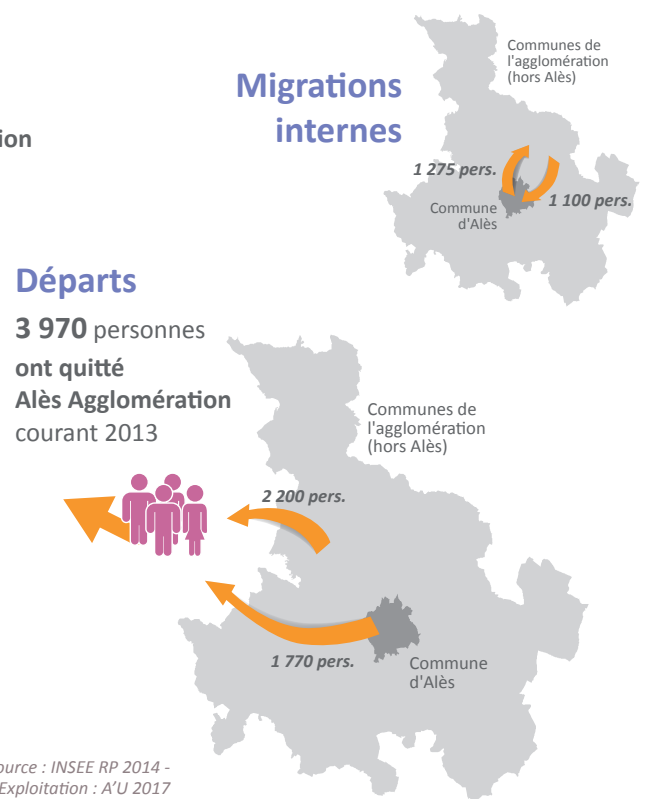 Communes de
l'agglomération
(hors Alès)
Migrations
internes
1 275 pers.
1 100 pers.
Commune
d'Alès
Départs
3 970 personnes
ont quitté
Alès Agglomération
courant 2013
Communes de
l'agglomération
(hors Alès)
2 200 pers.
1 770 pers.
Commune
d'Alès
ource : INSEE RP 2014 -
Exploitation : A'U 2017